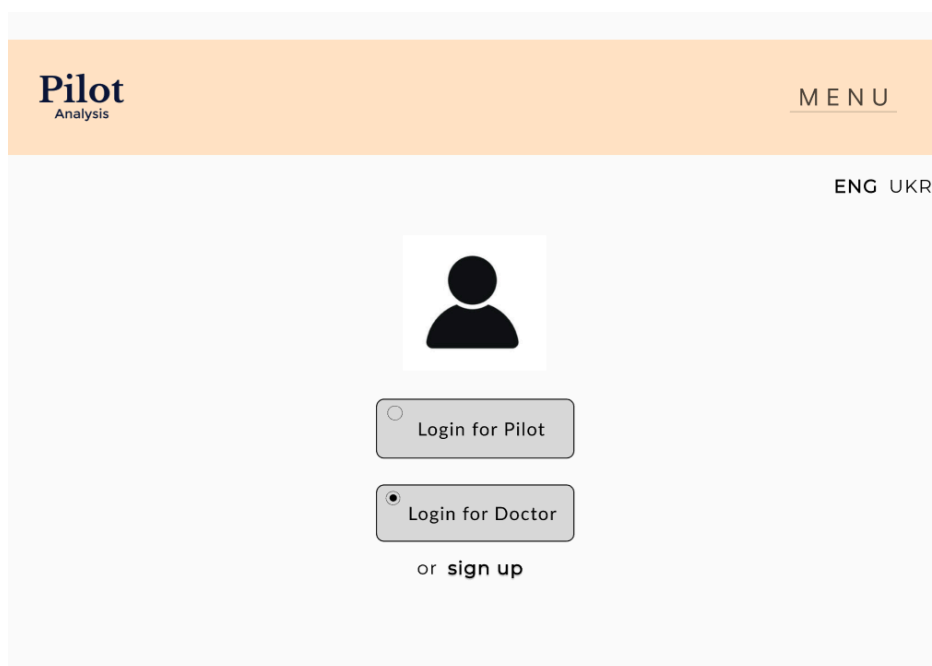 Pilot
Analysis
MENU
ENG UKR
Login for Pilot
Login for Doctor
or sign up